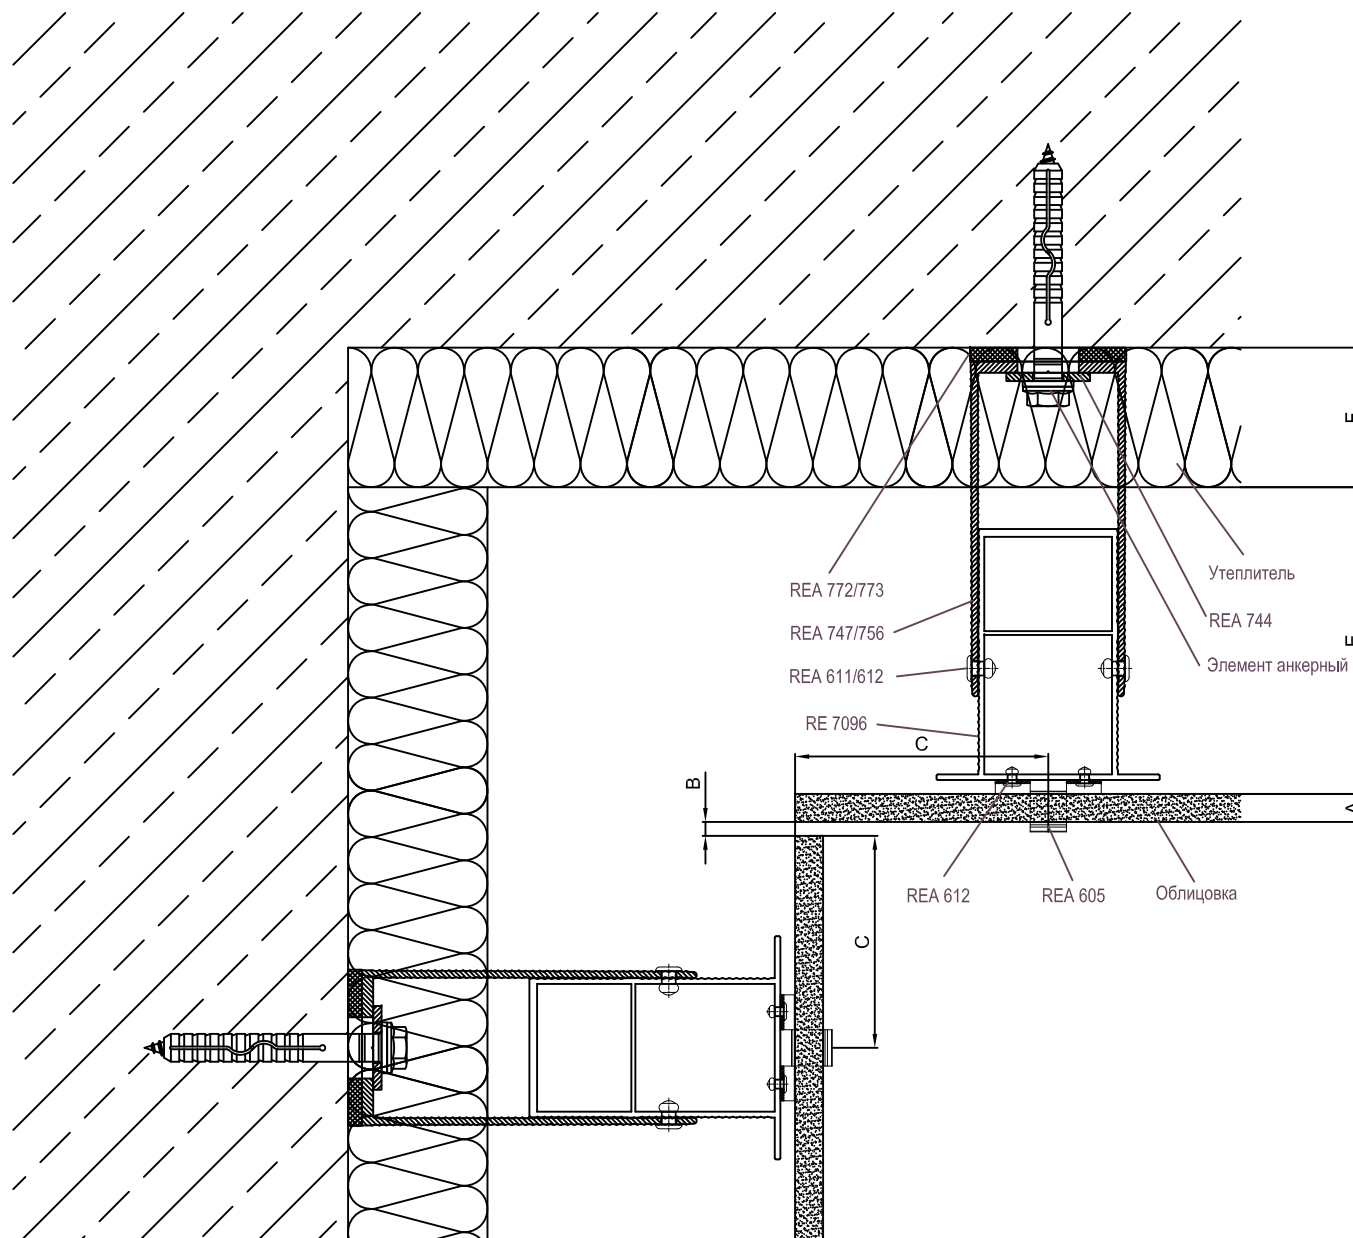 REA 772/773
REA 747/756
REA 611/612
RE 7096
Утеплитель
REA 744
Элемент анкерный
C
B
C
REA 612
REA 605
Облицовка